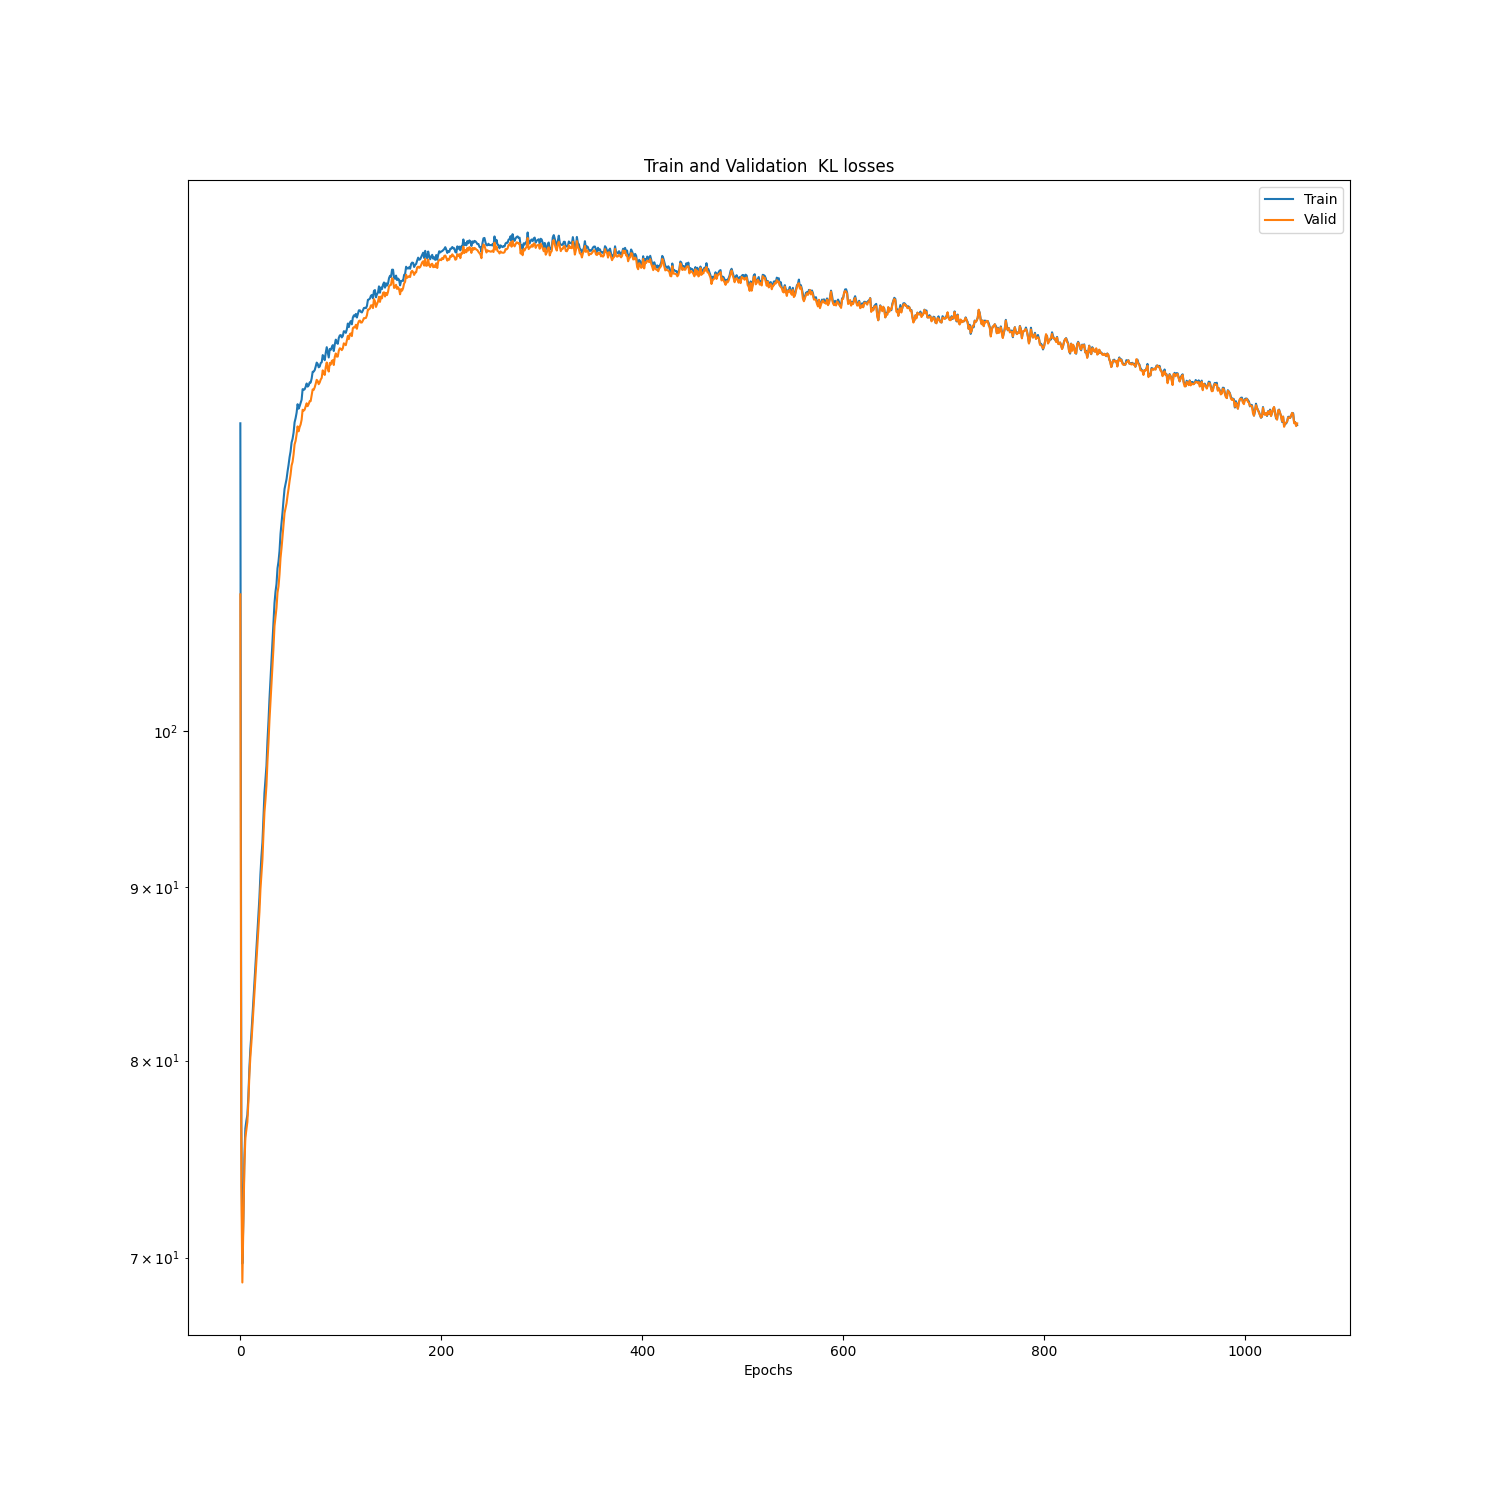 Train and Validation  KL losses
Train
Valid
10²
9 × 10¹
8 × 10¹
7 × 10¹
0 200 400 600 800 1000
Epochs